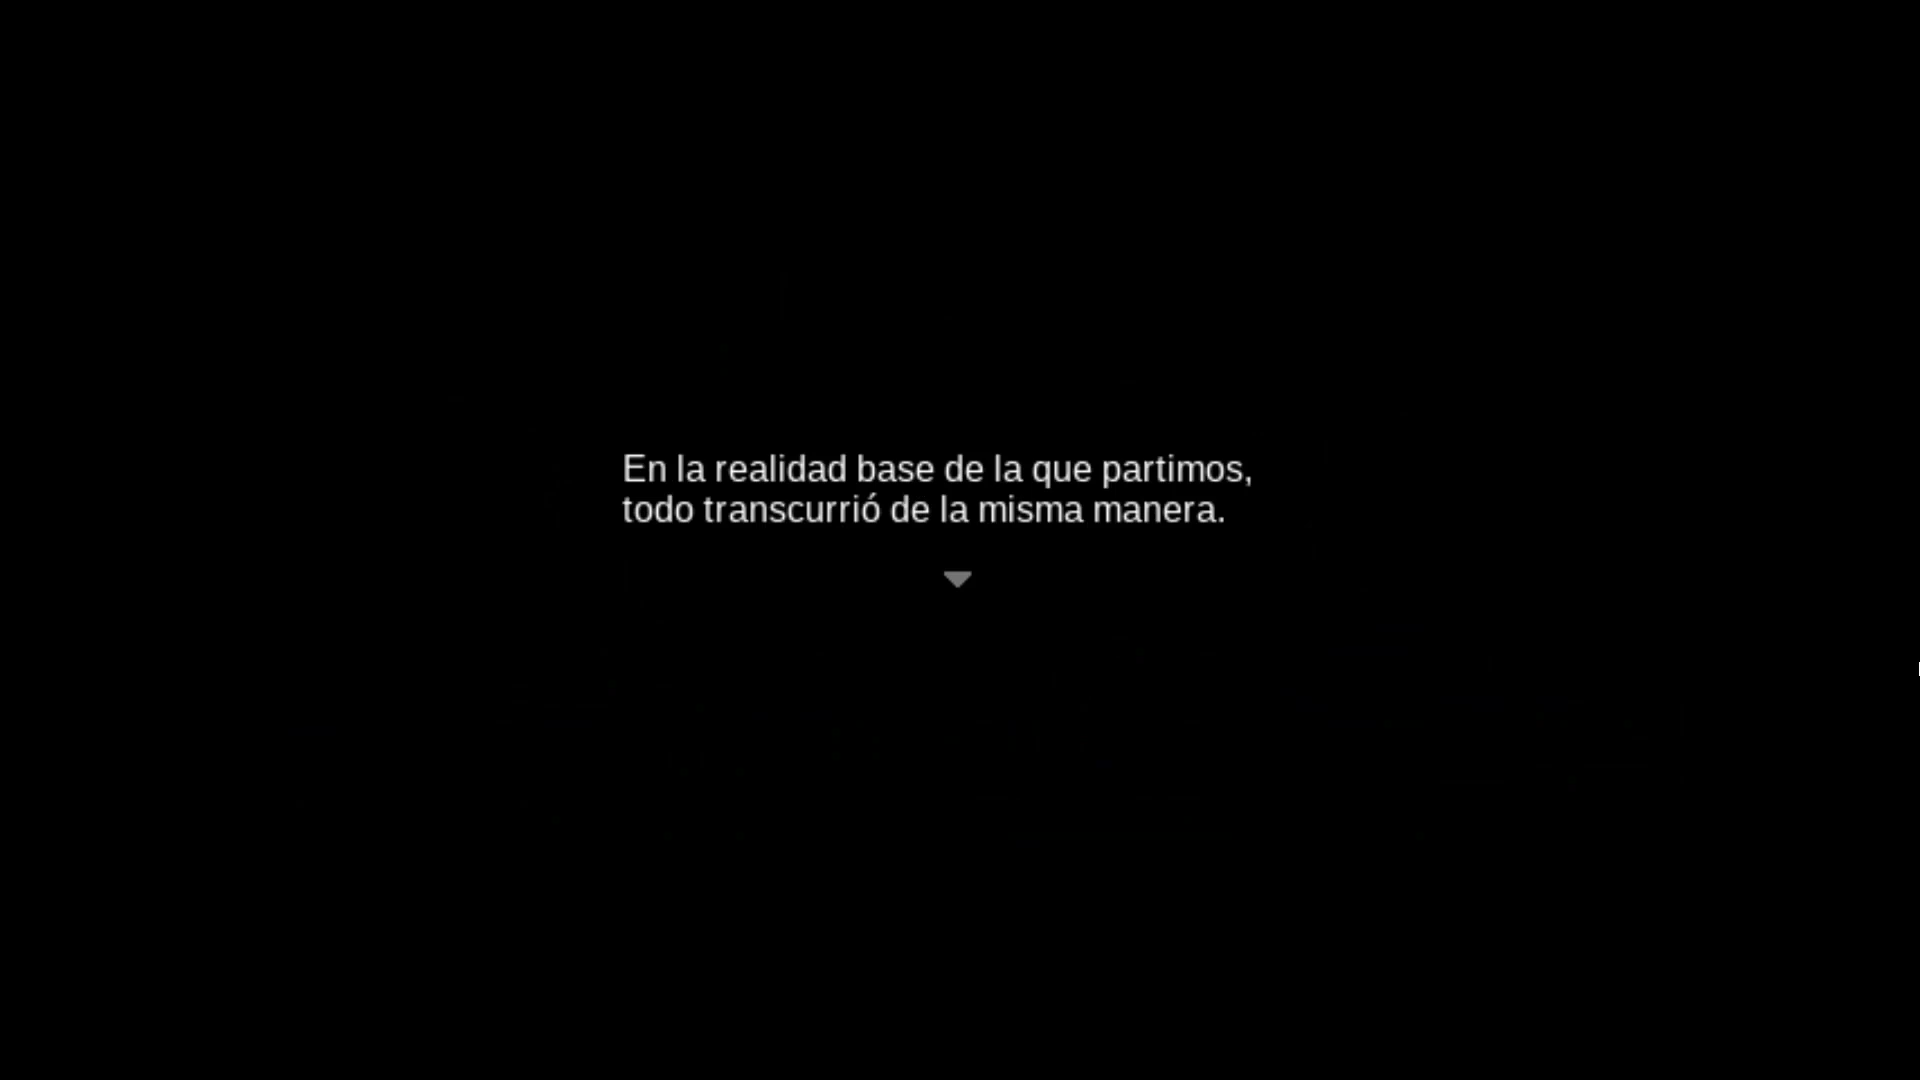 En la realidad base de la que partimos,
todo transcurrió de la misma manera.